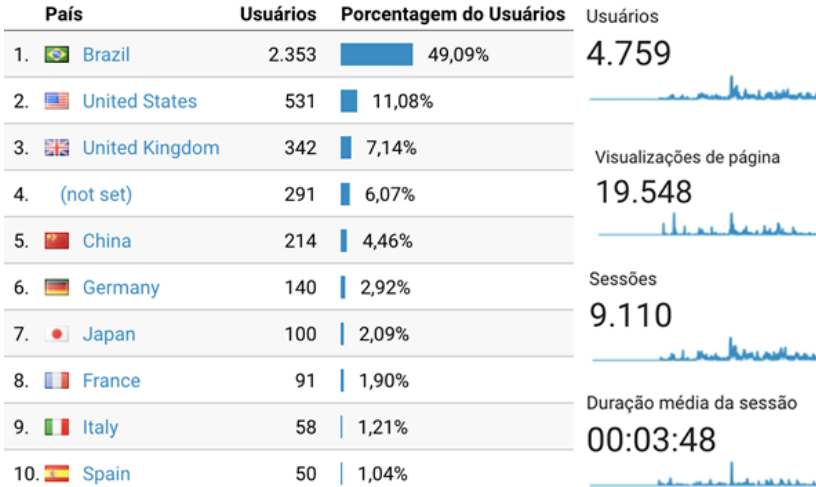 País Usuários Porcentagem do Usuários
1. Brazil 2.353 49,09%
2. United States 531 11,08%
3. United Kingdom 342 7,14%
4. (not set) 291 6,07%
5. China 214 4,46%
6. Germany 140 2,92%
7. Japan 100 2,09%
8. France 91 1,90%
9. Italy 58 1,21%
10. Spain 50 1,04%
Usuários
4.759
Visualizações de página
19.548
Sessões
9.110
Duração média da sessão
00:03:48